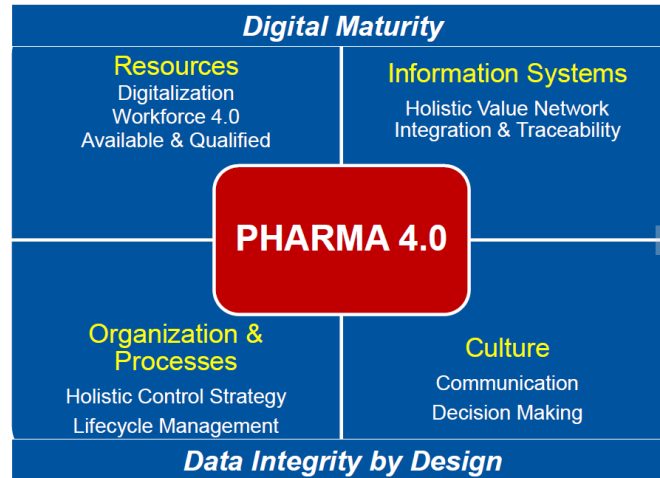 Digital Maturity
Resources
Digitalization
Workforce 4.0
Available & Qualified
Information Systems
Holistic Value Network
Integration & Traceability
PHARMA 4.0
Organization &
Processes
Holistic Control Strategy
Lifecycle Management
Culture
Communication
Decision Making
Data Integrity by Design